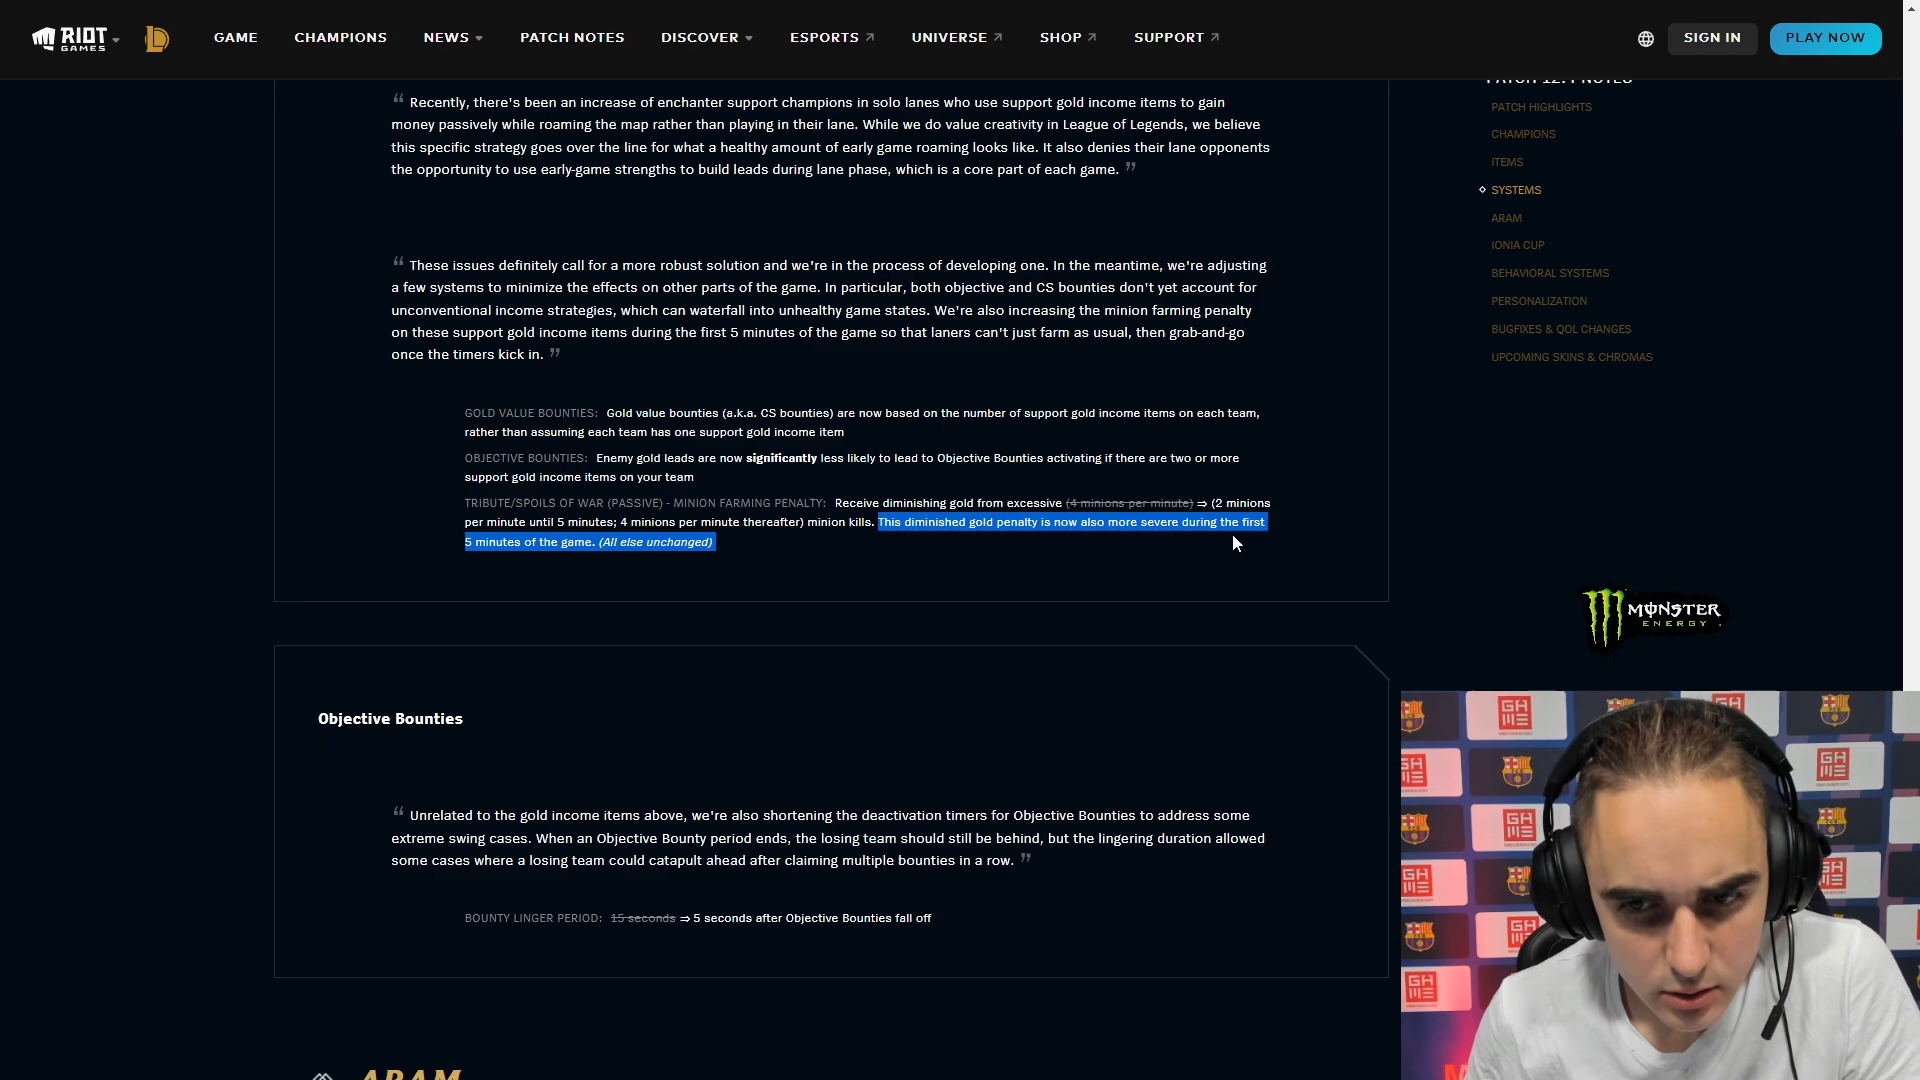 RIOT GAMES
GAME
CHAMPIONS
NEWS
PATCH NOTES
DISCOVER
ESPORTS
UNIVERSE
SHOP
SUPPORT
SIGN IN
PLAY NOW
“ Recently, there's been an increase of enchanter support champions in solo lanes who use support gold income items to gain
money passively while roaming the map rather than playing in their lane. While we do value creativity in League of Legends, we believe
this specific strategy goes over the line for what a healthy amount of early game roaming looks like. It also denies their lane opponents
the opportunity to use early-game strengths to build leads during lane phase, which is a core part of each game. ”
“ These issues definitely call for a more robust solution and we're in the process of developing one. In the meantime, we're adjusting
a few systems to minimize the effects on other parts of the game. In particular, both objective and CS bounties don't yet account for
unconventional income strategies, which can waterfall into unhealthy game states. We're also increasing the minion farming penalty
on these support gold income items during the first 5 minutes of the game so that laners can't just farm as usual, then grab-and-go
once the timers kick in. ”
GOLD VALUE BOUNTIES: Gold value bounties (a.k.a. CS bounties) are now based on the number of support gold income items on each team,
rather than assuming each team has one support gold income item
OBJECTIVE BOUNTIES: Enemy gold leads are now significantly less likely to lead to Objective Bounties activating if there are two or more
support gold income items on your team
TRIBUTE/SPOILS OF WAR (PASSIVE) - MINION FARMING PENALTY: Receive diminishing gold from excessive (4 minions per minute) ⇒ (2 minions
per minute until 5 minutes; 4 minions per minute thereafter) minion kills. This diminished gold penalty is now also more severe during the first
5 minutes of the game. (All else unchanged)
Objective Bounties
“ Unrelated to the gold income items above, we're also shortening the deactivation timers for Objective Bounties to address some
extreme swing cases. When an Objective Bounty period ends, the losing team should still be behind, but the lingering duration allowed
some cases where a losing team could catapult ahead after claiming multiple bounties in a row. ”
BOUNTY LINGER PERIOD: 15 seconds ⇒ 5 seconds after Objective Bounties fall off
ARAM
PATCH HIGHLIGHTS
CHAMPIONS
ITEMS
SYSTEMS
ARAM
IONIA CUP
BEHAVIORAL SYSTEMS
PERSONALIZATION
BUGFIXES & QOL CHANGES
UPCOMING SKINS & CHROMAS
MONSTER
ENERGY
GAME